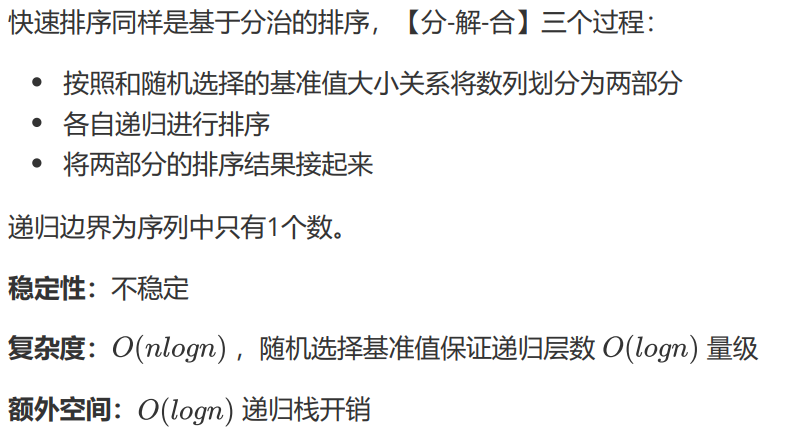 快速排序同样是基于分治的排序，【分-解-合】三个过程：
• 按照和随机选择的基准值大小关系将数列划分为两部分
• 各自递归进行排序
• 将两部分的排序结果接起来
递归边界为序列中只有1个数。
稳定性：不稳定
复杂度：O(nlogn)，随机选择基准值保证递归层数 O(logn) 量级
额外空间：O(logn) 递归栈开销